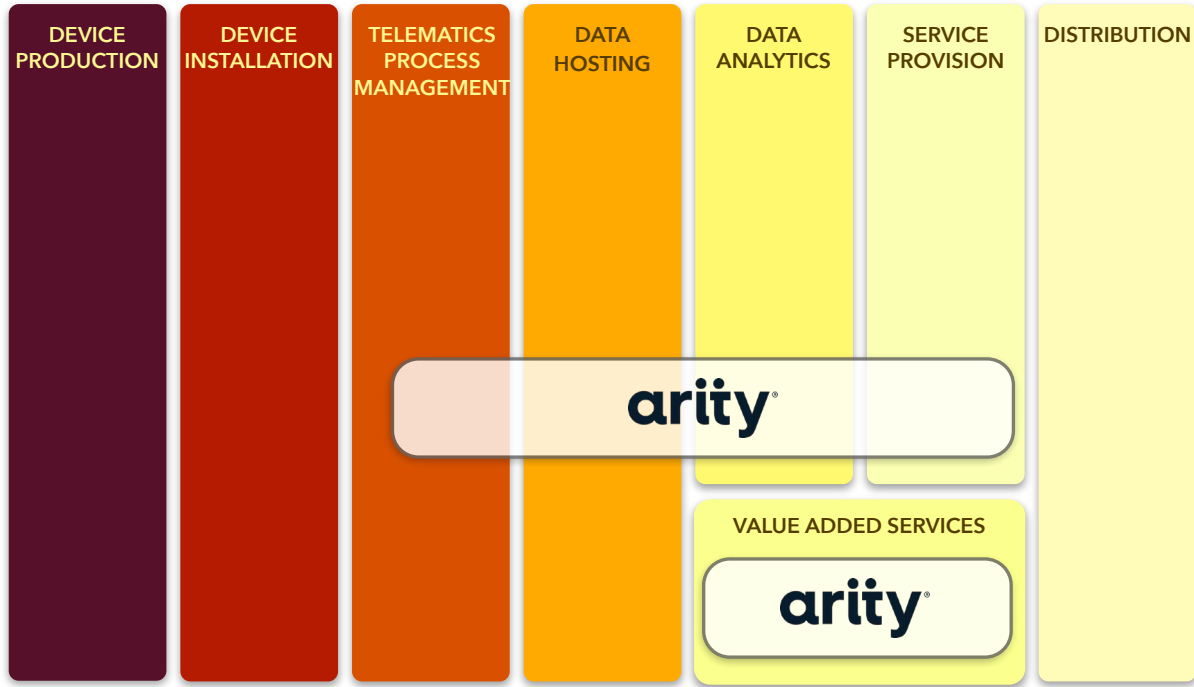 DEVICE
PRODUCTION
DEVICE
INSTALLATION
TELEMATICS
PROCESS
MANAGEMENT
DATA
HOSTING
DATA
ANALYTICS
SERVICE
PROVISION
DISTRIBUTION
arity®
VALUE ADDED SERVICES
arity®